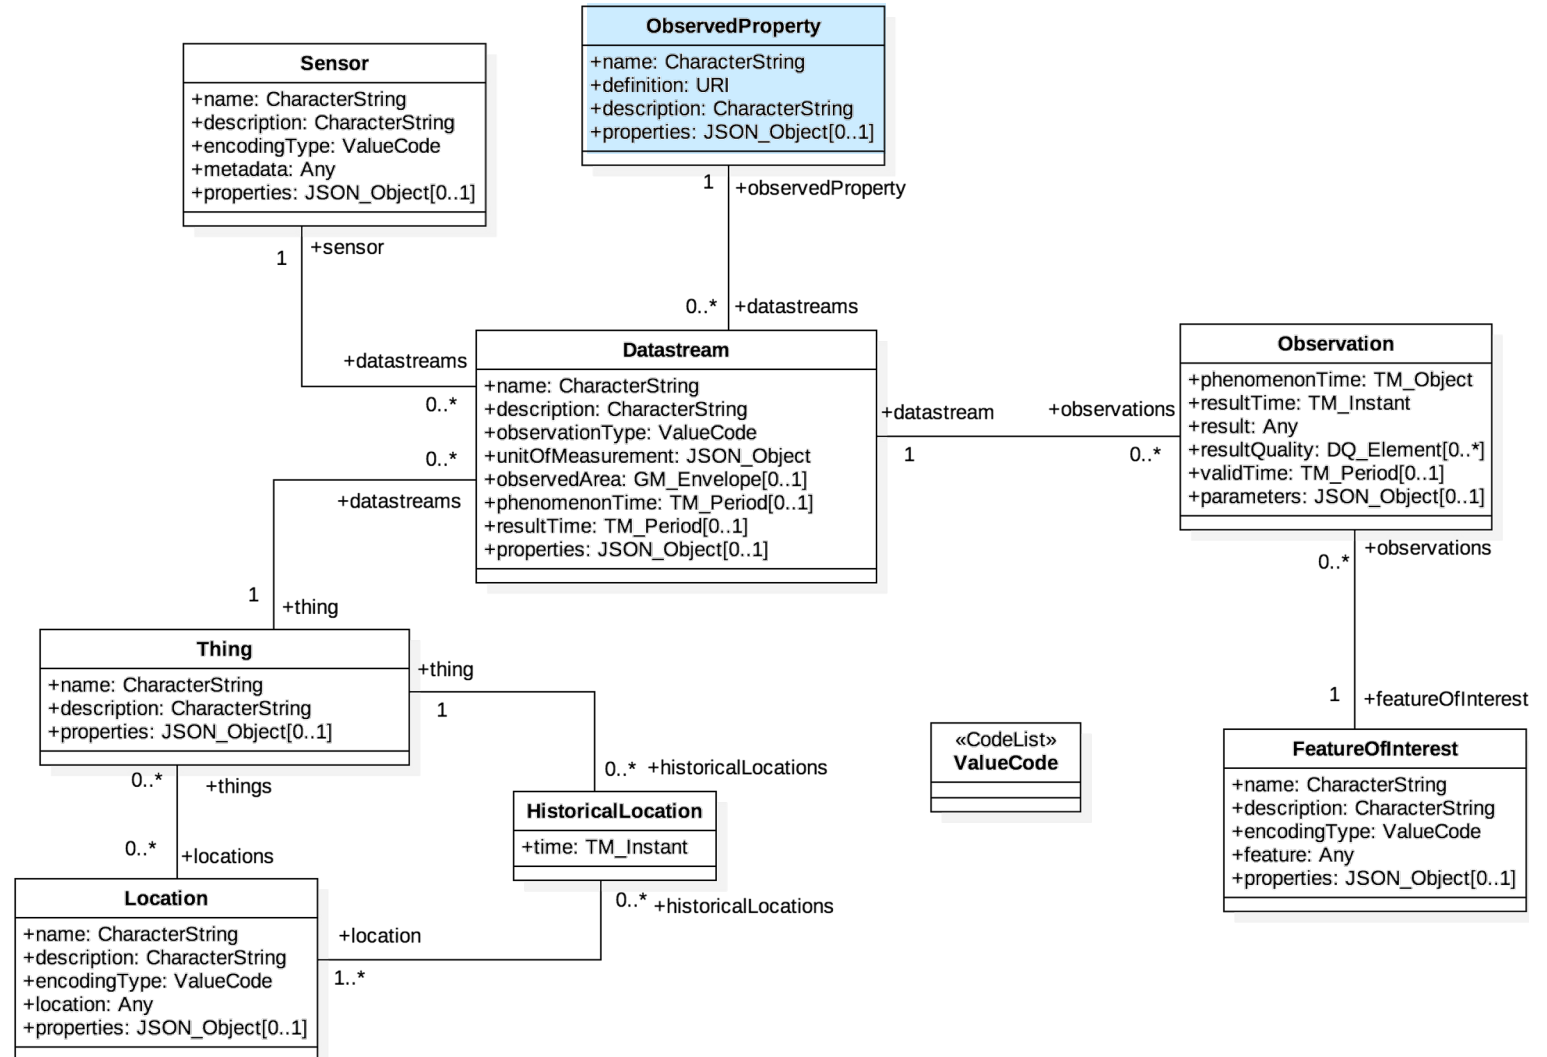 ObservedProperty
+name: CharacterString
+definition: URI
+description: CharacterString
+properties: JSON_Object[0..1]
Sensor
+name: CharacterString
+description: CharacterString
+encodingType: ValueCode
+metadata: Any
+properties: JSON_Object[0..1]
1
+observedProperty
1
+sensor
0..*
+datastreams
+datastreams
0..*
Datastream
+name: CharacterString
+description: CharacterString
+observationType: ValueCode
+unitOfMeasurement: JSON_Object
+observedArea: GM_Envelope[0..1]
+phenomenonTime: TM_Period[0..1]
+resultTime: TM_Period[0..1]
+properties: JSON_Object[0..1]
+datastream
1
+observations
0..*
Observation
+phenomenonTime: TM_Object
+resultTime: TM_Instant
+result: Any
+resultQuality: DQ_Element[0..*]
+validTime: TM_Period[0..1]
+parameters: JSON_Object[0..1]
0..*
+datastreams
1
+thing
+observations
0..*
1
+featureOfInterest
Thing
+name: CharacterString
+description: CharacterString
+properties: JSON_Object[0..1]
+thing
1
0..*
+historicalLocations
0..*
+things
0..*
+locations
HistoricalLocation
+time: TM_Instant
0..*
+historicalLocations
«CodeList»
ValueCode
FeatureOfInterest
+name: CharacterString
+description: CharacterString
+encodingType: ValueCode
+feature: Any
+properties: JSON_Object[0..1]
Location
+name: CharacterString
+description: CharacterString
+encodingType: ValueCode
+location: Any
+properties: JSON_Object[0..1]
+location
1..*